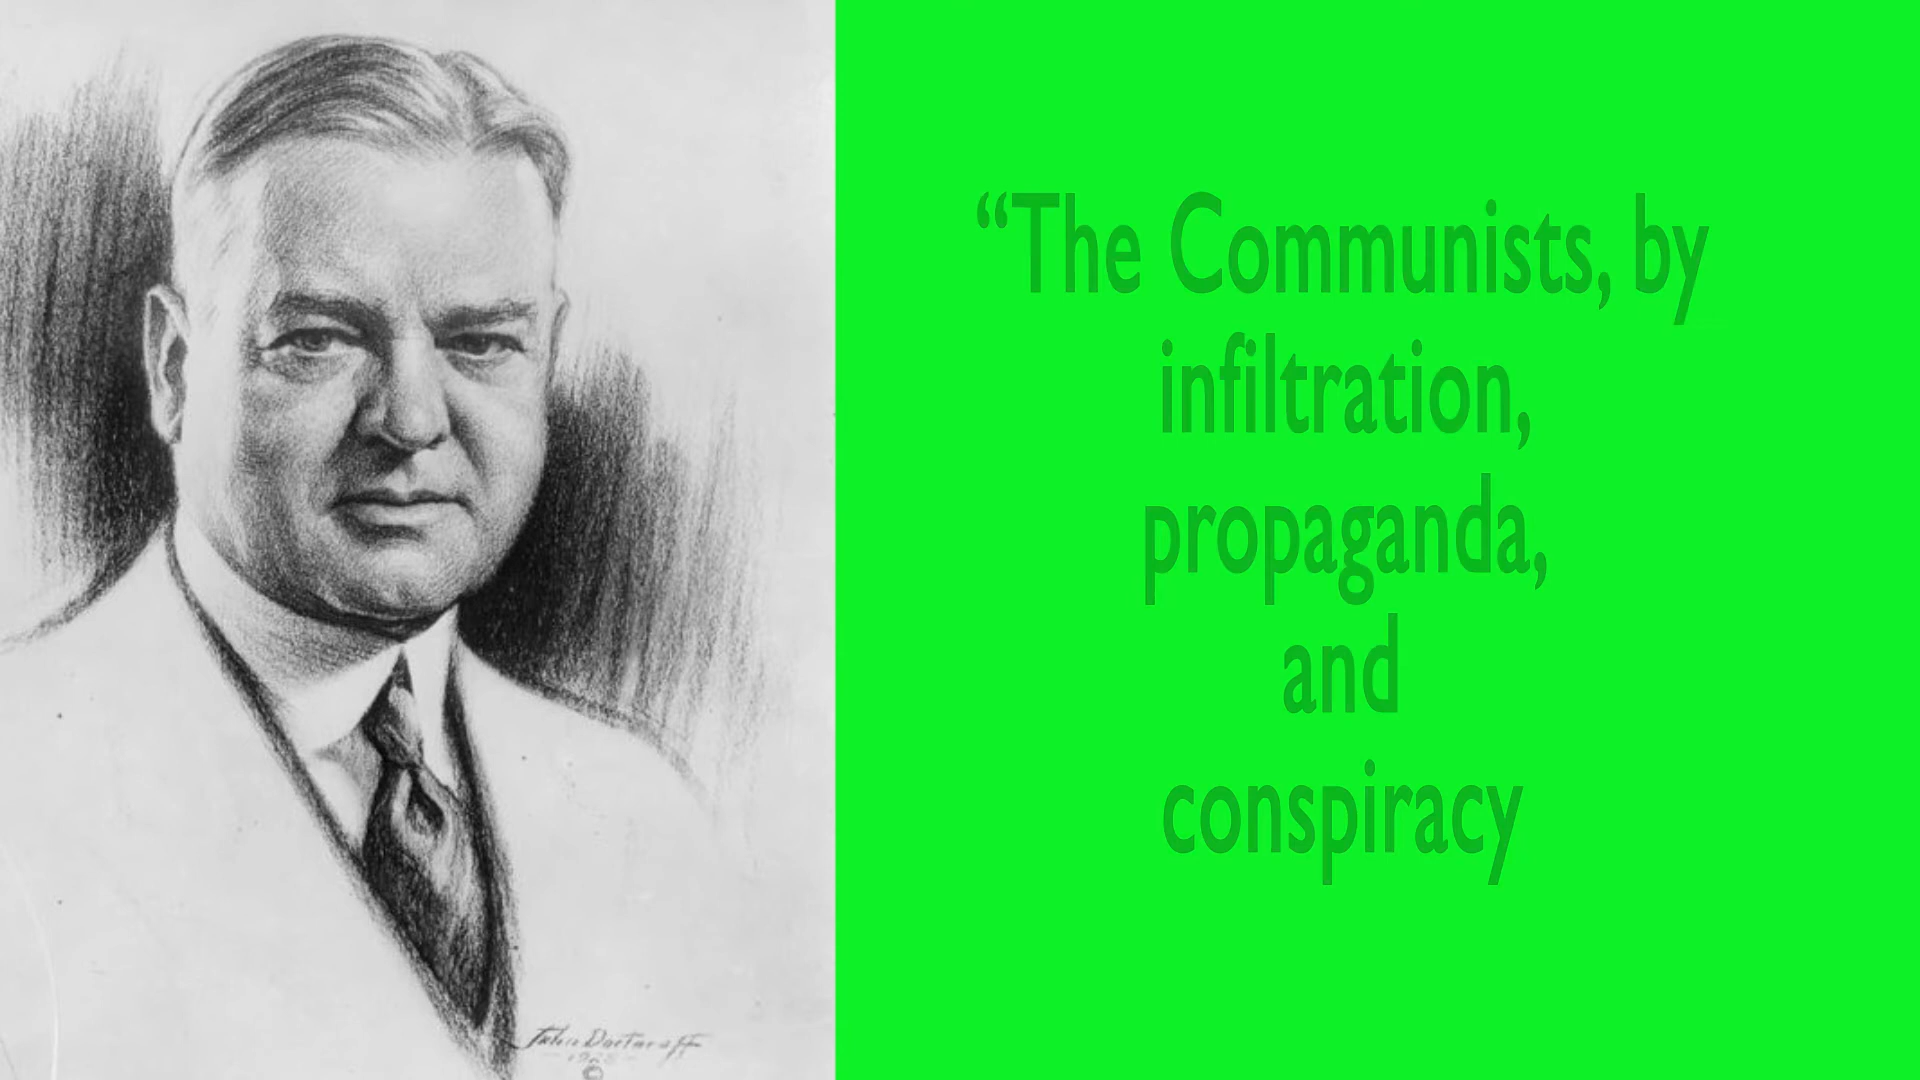 “The Communists, by
infiltration,
propaganda,
and
conspiracy